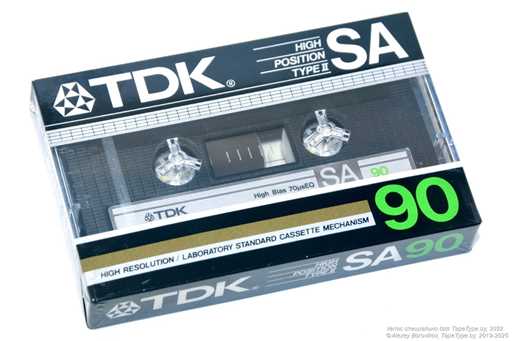 TDK® HIGH POSITION TYPE II SA
High Bias 70μsEQ SA 90
TDK
90
HIGH RESOLUTION / LABORATORY STANDARD CASSETTE MECHANISM
TDK HIGH POSITION TYPE II SA90